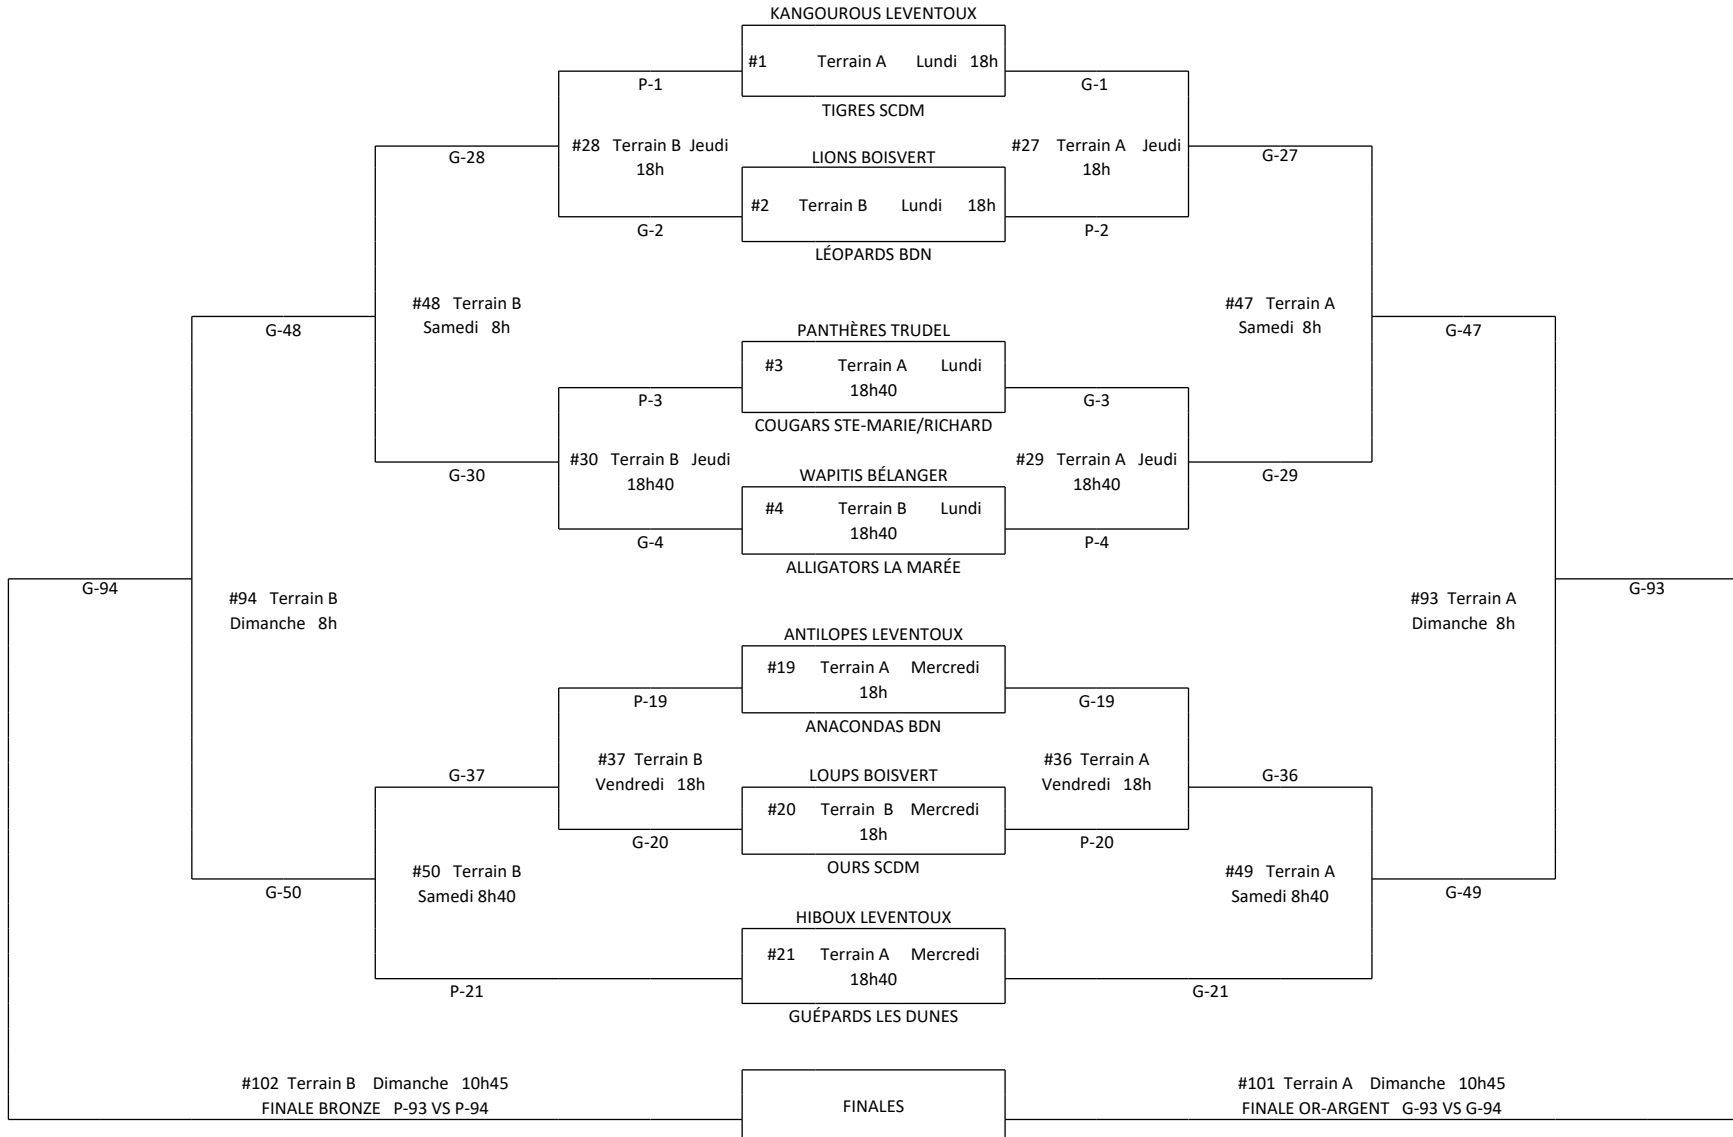 KANGOUROUS LEVENTOUX
#1 Terrain A Lundi 18h
P-1
G-1
TIGRES SCDM
#28 Terrain B Jeudi
18h
#27 Terrain A Jeudi
18h
G-28
LIONS BOISVERT
G-27
#2 Terrain B Lundi 18h
G-2
P-2
LÉOPARDS BDN
#48 Terrain B
Samedi 8h
#47 Terrain A
Samedi 8h
G-48
PANTHÈRES TRUDEL
G-47
#3 Terrain A Lundi
18h40
P-3
G-3
COUGARS STE-MARIE/RICHARD
#30 Terrain B Jeudi
18h40
#29 Terrain A Jeudi
18h40
G-30
WAPITIS BÉLANGER
G-29
#4 Terrain B Lundi
18h40
G-4
P-4
ALLIGATORS LA MARÉE
G-94
G-93
#94 Terrain B
Dimanche 8h
#93 Terrain A
Dimanche 8h
ANTILOPES LEVENTOUX
#19 Terrain A Mercredi
18h
P-19
G-19
ANACONDAS BDN
#37 Terrain B
Vendredi 18h
#36 Terrain A
Vendredi 18h
G-37
LOUPS BOISVERT
G-36
#20 Terrain B Mercredi
18h
G-20
P-20
OURS SCDM
#50 Terrain B
Samedi 8h40
#49 Terrain A
Samedi 8h40
G-50
G-49
HIBOUX LEVENTOUX
#21 Terrain A Mercredi
18h40
P-21
G-21
GUÉPARDS LES DUNES
#102 Terrain B Dimanche 10h45
FINALE BRONZE P-93 VS P-94
FINALES
#101 Terrain A Dimanche 10h45
FINALE OR-ARGENT G-93 VS G-94